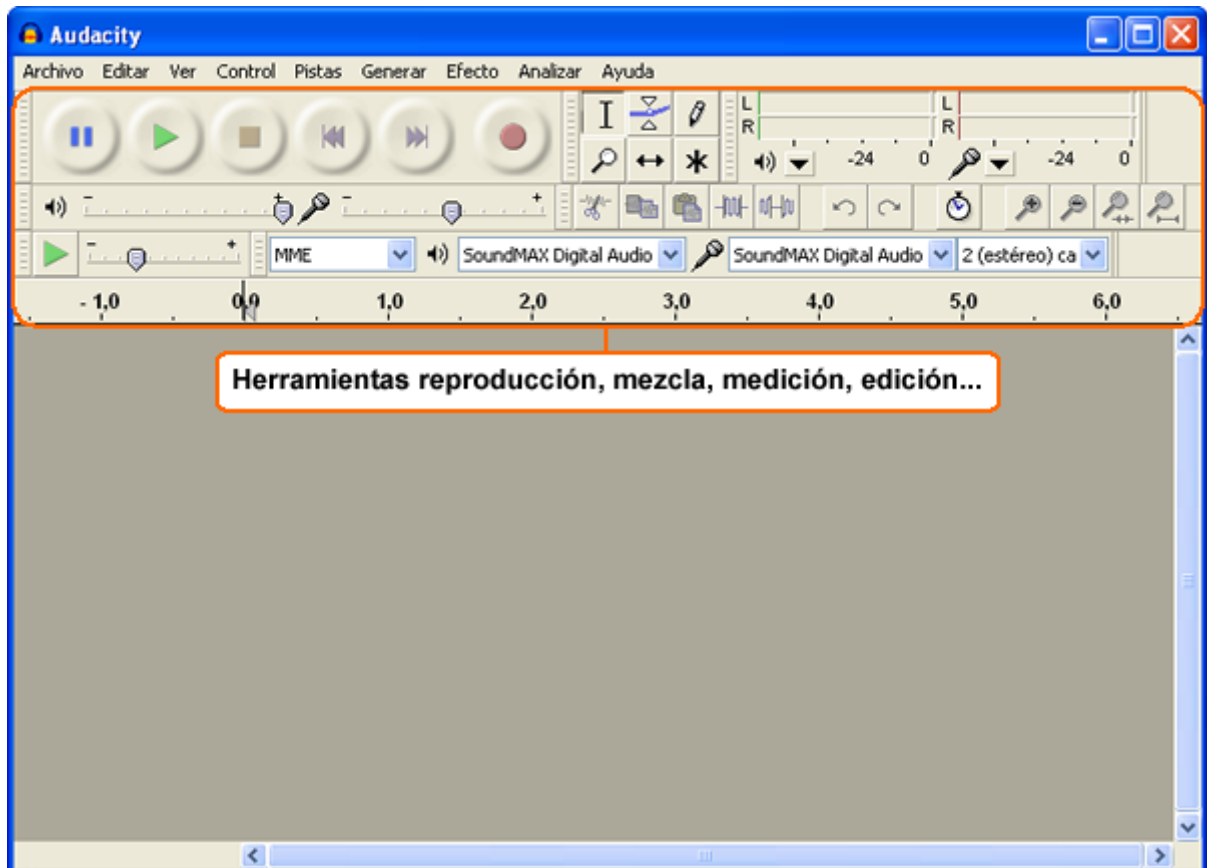 Audacity
Archivo Editar Ver Control Pistas Generar Efecto Analizar Ayuda
L
R
-24 0
L
R
-24 0
- +
- +
- +
MME
SoundMAX Digital Audio
SoundMAX Digital Audio
2 (estéreo) ca
- 1,0 0,0 1,0 2,0 3,0 4,0 5,0 6,0
Herramientas reproducción, mezcla, medición, edición...